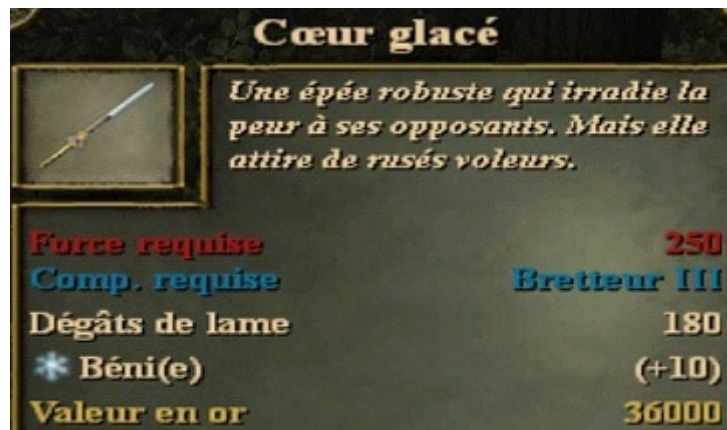 Cœur glacé
Une épée robuste qui irradie la
peur à ses opposants. Mais elle
attire de rusés voleurs.
Force requise 250
Comp. requise Bretteur III
Dégâts de lame 180
Béni(e) (+10)
Valeur en or 36000